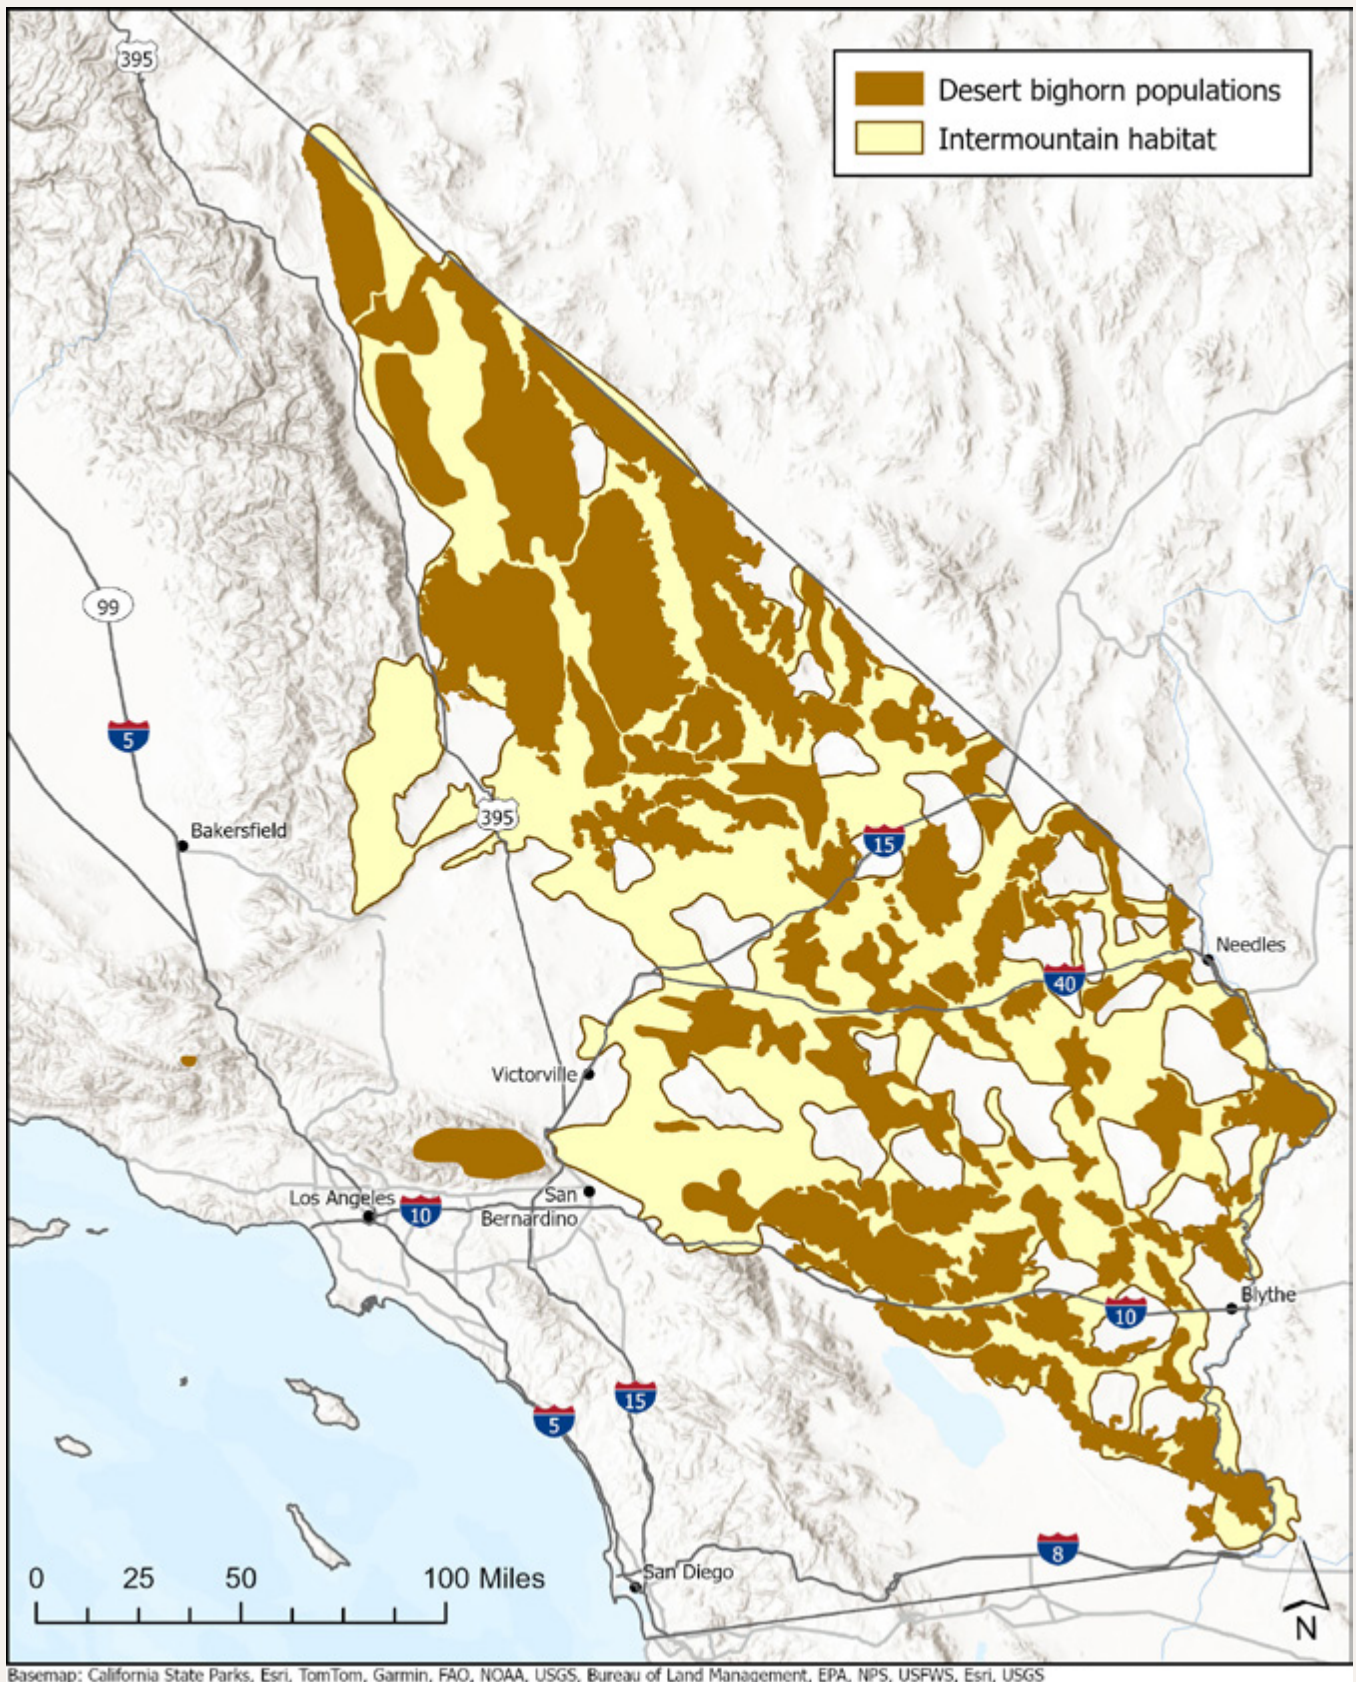 395
Desert bighorn populations
Intermountain habitat
99
5
395
Bakersfield
15
Needles
40
Victorville
Los Angeles
10
San
Bernardino
Blythe
10
15
5
8
San Diego
0 25 50 100 Miles
N
Basemap: California State Parks, Esri, TomTom, Garmin, FAO, NOAA, USGS, Bureau of Land Management, EPA, NPS, USFWS, Esri, USGS